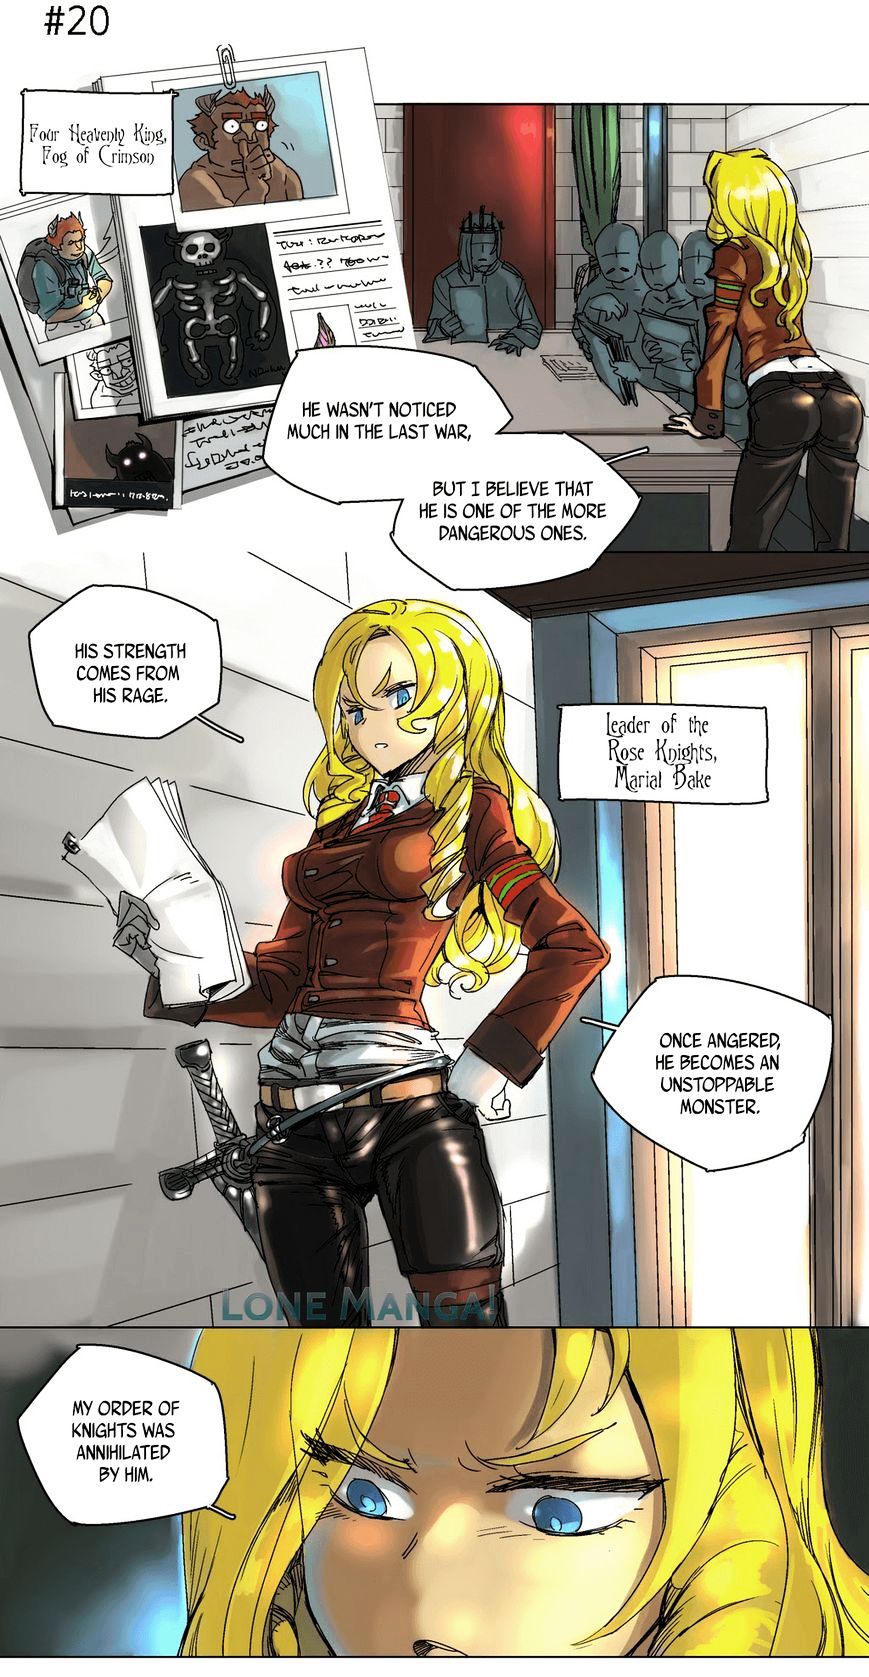 #20
Four Heavenly King,
Fog of Crimson
HE WASN'T NOTICED
MUCH IN THE LAST WAR,
BUT I BELIEVE THAT
HE IS ONE OF THE MORE
DANGEROUS ONES.
HIS STRENGTH
COMES FROM
HIS RAGE.
Leader of the
Rose Knights,
Marial Bake
ONCE ANGERED,
HE BECOMES AN
UNSTOPPABLE
MONSTER.
LONE MANGA!
MY ORDER OF
KNIGHTS WAS
ANNIHILATED
BY HIM.